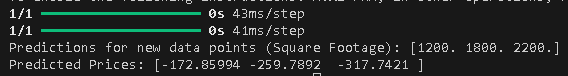 1/1 ━━━━━━━━━━━━━━━━━━━━ 0s 43ms/step
1/1 ━━━━━━━━━━━━━━━━━━━━ 0s 41ms/step
Predictions for new data points (Square Footage): [1200. 1800. 2200.]
Predicted Prices: [-172.85994 -259.7892 -317.7421 ]